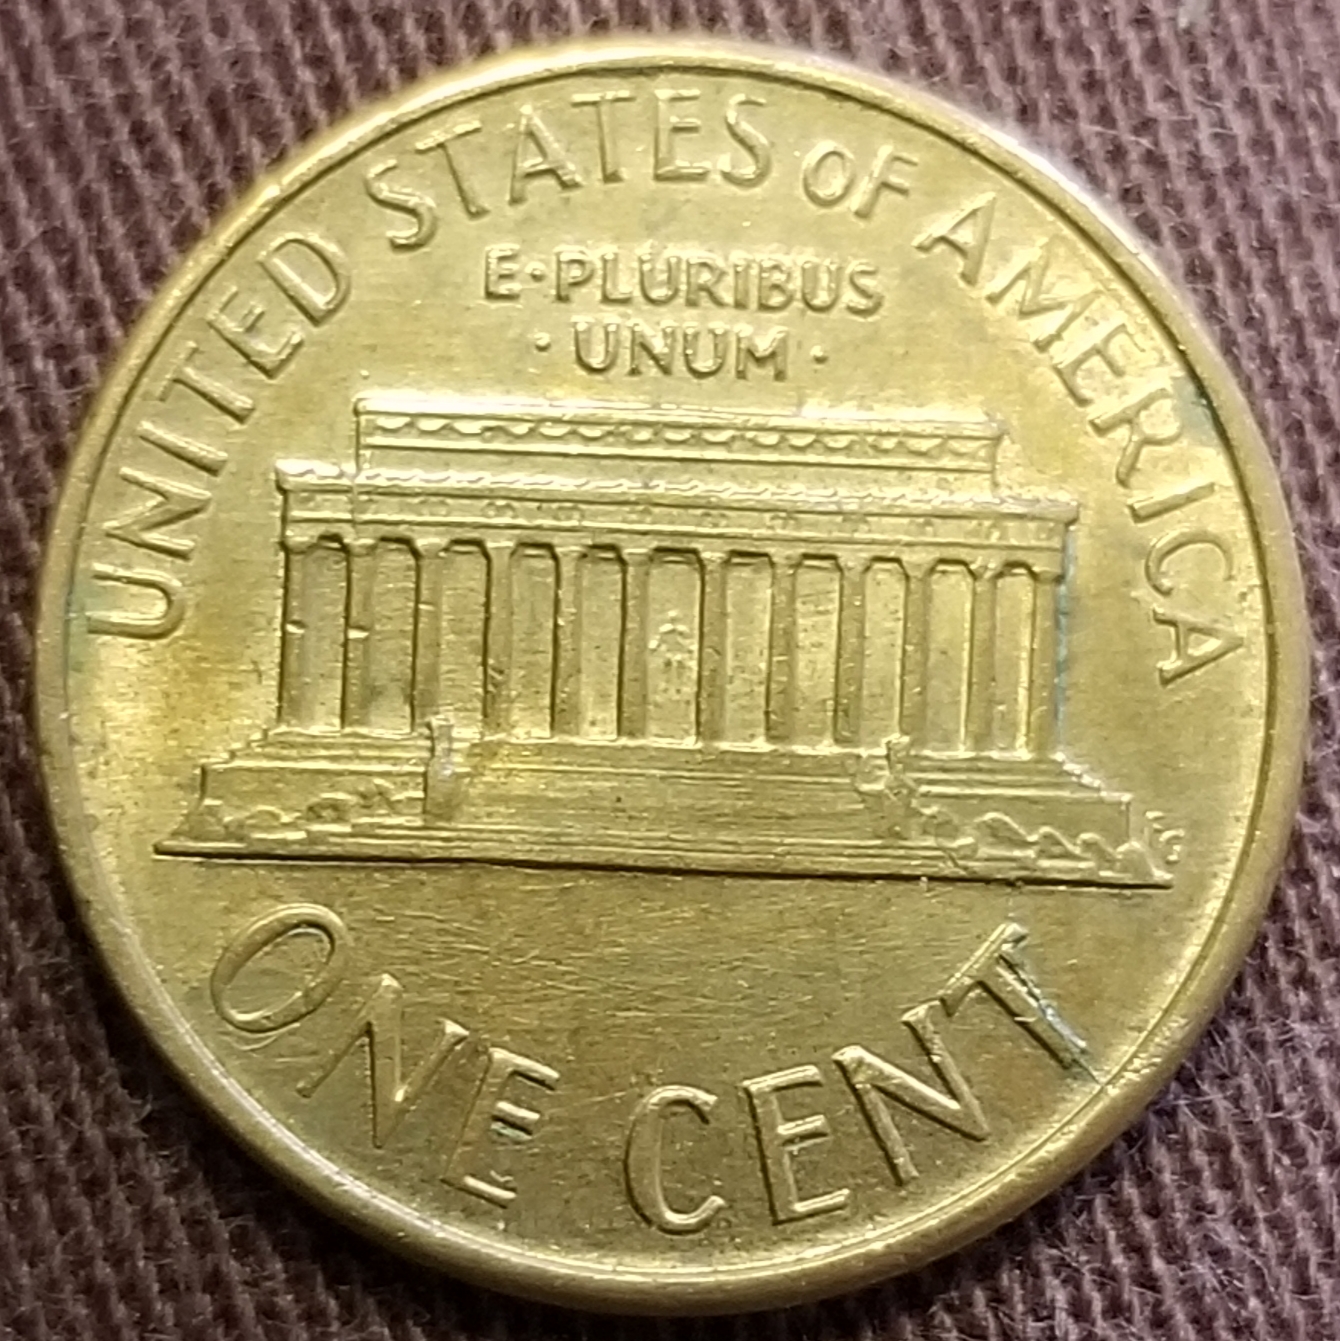 UNITED STATES OF AMERICA
E·PLURIBUS
·UNUM·
ONE CENT